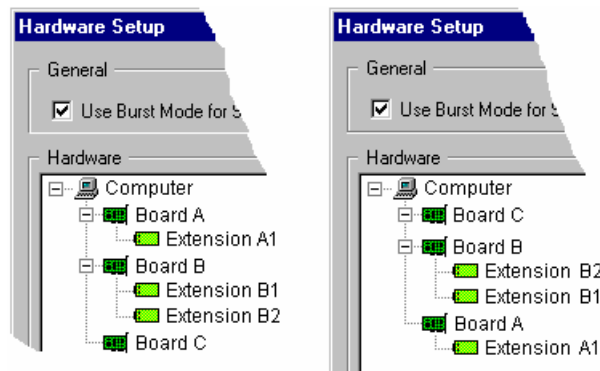 Hardware Setup
General
Use Burst Mode for
Hardware
Computer
Board A
Extension A1
Board B
Extension B1
Extension B2
Board C
Hardware Setup
General
Use Burst Mode for
Hardware
Computer
Board C
Board B
Extension B2
Extension B1
Board A
Extension A1